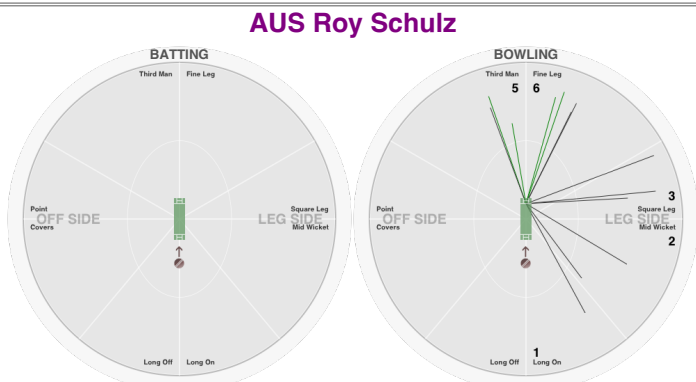 AUS Roy Schulz
BATTING
Third Man Fine Leg
Point
OFF SIDE
Covers
Square Leg
LEG SIDE
Mid Wicket
Long Off Long On
BOWLING
Third Man Fine Leg
5 6
Point
OFF SIDE
Covers
3
Square Leg
LEG SIDE
Mid Wicket
2
1
Long Off Long On